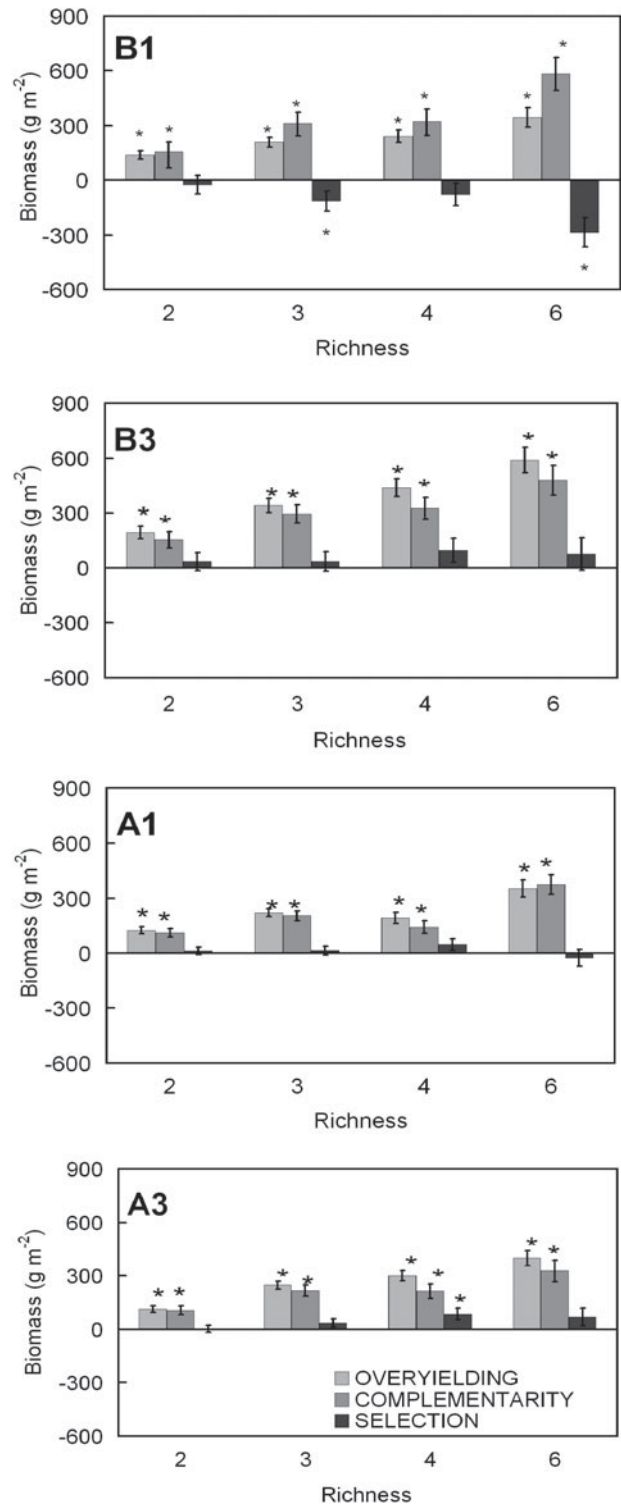 B1
900
600
300
0
-300
-600
Biomass (g m-2)
* * * * * * * * * *
2 3 4 6
Richness
B3
900
600
300
0
-300
-600
Biomass (g m-2)
* * * * * * * *
2 3 4 6
Richness
A1
900
600
300
0
-300
-600
Biomass (g m-2)
* * * * * * * *
2 3 4 6
Richness
A3
900
600
300
0
-300
-600
Biomass (g m-2)
* * * * * * * * *
OVERYIELDING
COMPLEMENTARITY
SELECTION
2 3 4 6
Richness